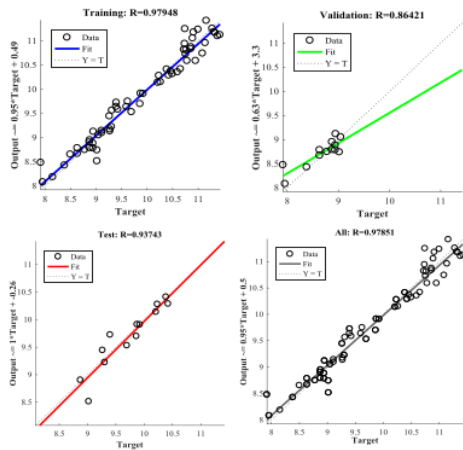 Training: R=0.97948
Output ~= 0.95*Target + 0.49
11
10.5
10
9.5
9
8.5
8
Data
Fit
Y = T
8 8.5 9 9.5 10 10.5 11
Target
Validation: R=0.86421
Output ~= 0.63*Target + 3.3
11
10.5
10
9.5
9
8.5
8
Data
Fit
Y = T
8 9 10 11
Target
Test: R=0.93743
Output ~= 1*Target + -0.26
11
10.5
10
9.5
9
8.5
Data
Fit
Y = T
8.5 9 9.5 10 10.5 11
Target
All: R=0.97851
Output ~= 0.95*Target + 0.5
11
10.5
10
9.5
9
8.5
8
Data
Fit
Y = T
8 8.5 9 9.5 10 10.5 11
Target